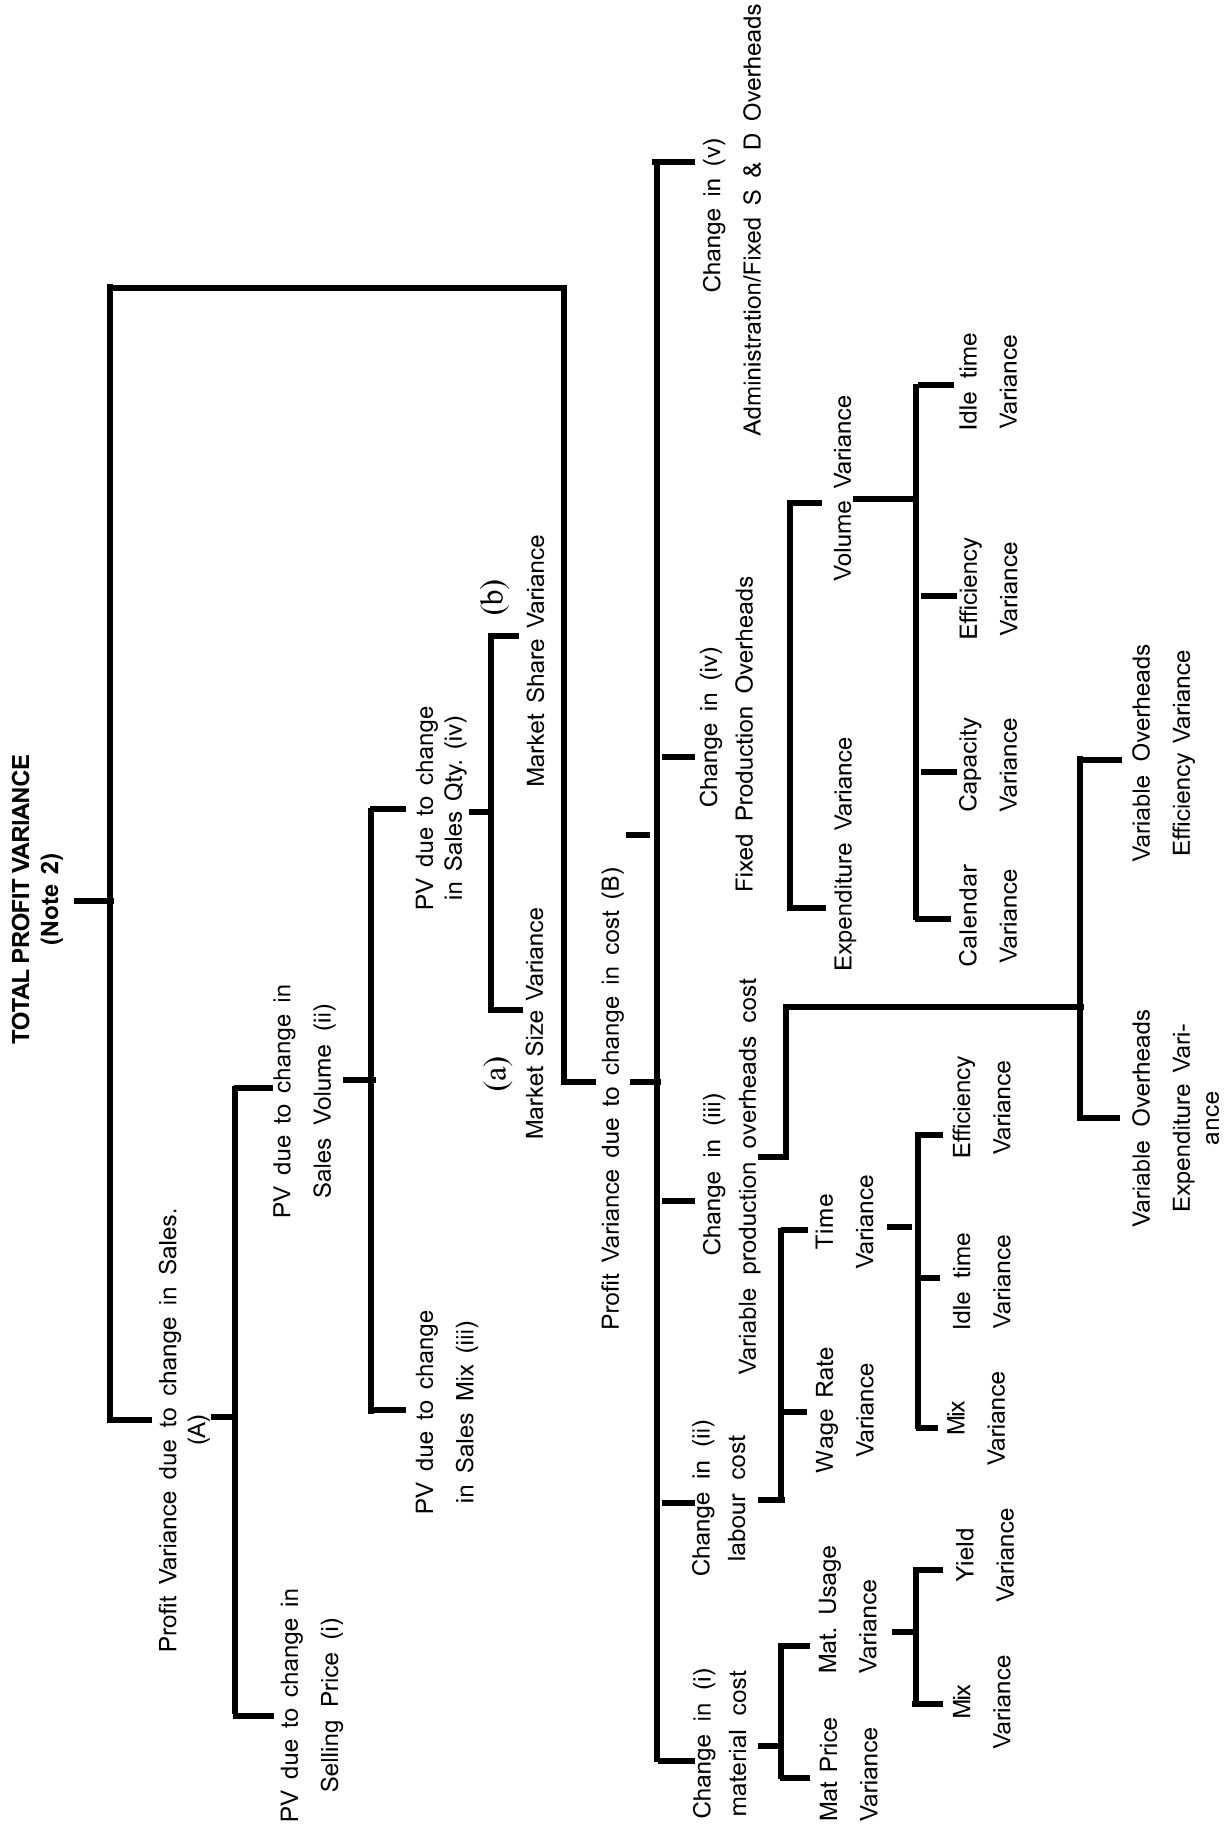 TOTAL PROFIT VARIANCE
(Note 2)
Profit Variance due to change in Sales.
(A)
PV due to change in
Selling Price (i)
PV due to change in
Sales Volume (ii)
PV due to change
in Sales Mix (iii)
PV due to change
in Sales Qty. (iv)
(a)
Market Size Variance
(b)
Market Share Variance
Profit Variance due to change in cost (B)
Change in (i)
material cost
Change in (ii)
labour cost
Change in (iii)
Variable production overheads cost
Change in (iv)
Fixed Production Overheads
Change in (v)
Administration/Fixed S & D Overheads
Mat Price
Variance
Mat. Usage
Variance
Wage Rate
Variance
Time
Variance
Expenditure Variance
Volume Variance
Mix
Variance
Yield
Variance
Mix
Variance
Idle time
Variance
Efficiency
Variance
Calendar
Variance
Capacity
Variance
Efficiency
Variance
Idle time
Variance
Variable Overheads
Expenditure Vari-
ance
Variable Overheads
Efficiency Variance